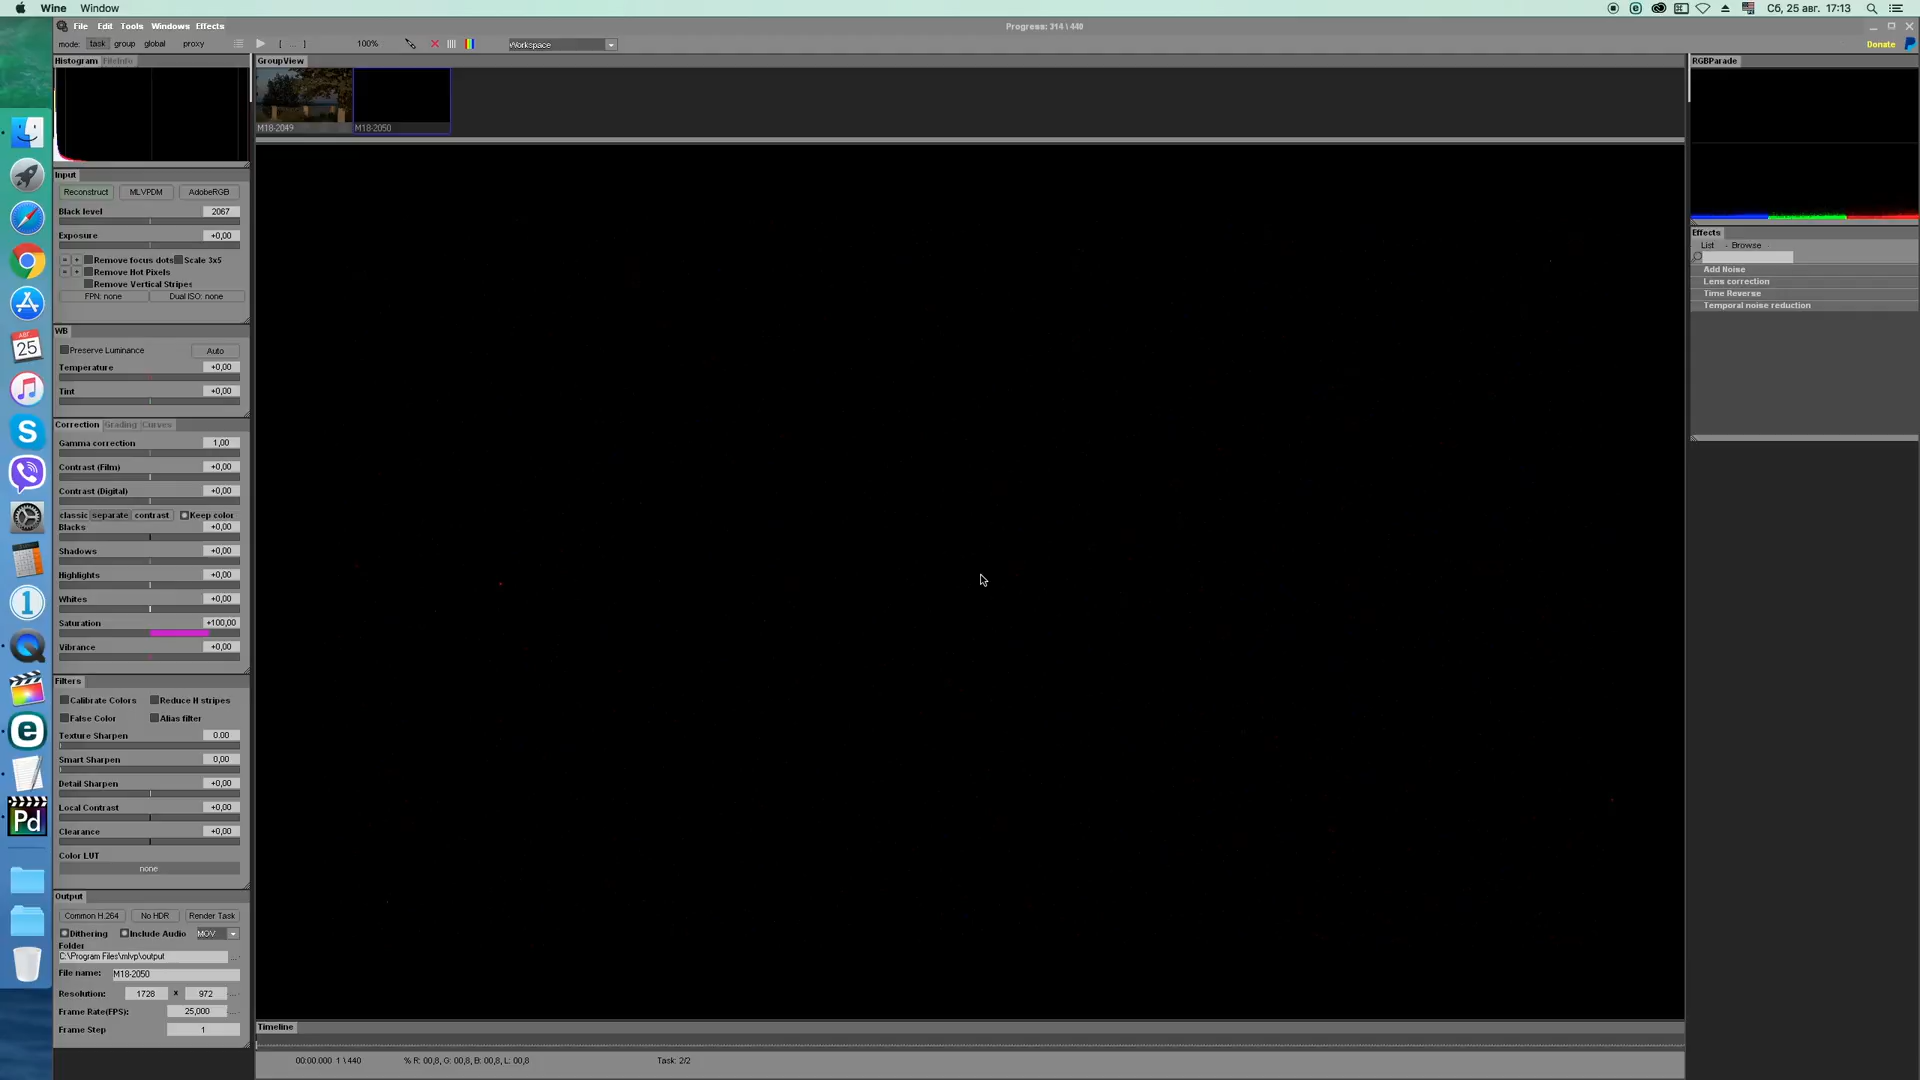 Wine Window
Сб, 25 авг. 17:13
File Edit Tools Windows Effects
Progress: 314 \ 440
mode: task group global proxy
[ ... ]
100%
Workspace
Donate
Histogram FileInfo
GroupView
RGBParade
M18-2049
M18-2050
Input
Reconstruct MLVPDM AdobeRGB
Black level 2067
Exposure +0,00
= + Remove focus dots Scale 3x5
= + Remove Hot Pixels
Remove Vertical Stripes
FPN: none Dual ISO: none
WB
Preserve Luminance Auto
Temperature +0,00
Tint +0,00
Correction Grading Curves
Gamma correction 1,00
Contrast (Film) +0,00
Contrast (Digital) +0,00
classic separate contrast Keep color
Blacks +0,00
Shadows +0,00
Highlights +0,00
Whites +0,00
Saturation +100,00
Vibrance +0,00
Filters
Calibrate Colors Reduce H stripes
False Color Alias filter
Texture Sharpen 0.00
Smart Sharpen 0,00
Detail Sharpen +0,00
Local Contrast +0,00
Clearance +0,00
Color LUT
none
Output
Common H.264 No HDR Render Task
Dithering Include Audio MOV
Folder
C:\Program Files\mlvp\output ...
File name: M18-2050
Resolution: 1728 x 972 ...
Frame Rate(FPS): 25,000 ...
Frame Step 1
Effects
List - Browse -
Add Noise
Lens correction
Time Reverse
Temporal noise reduction
Timeline
00:00.000 1 \ 440
% R: 00,8, G: 00,8, B: 00,8, L: 00,8
Task: 2/2
АВГ
25
S
1
e
Pd